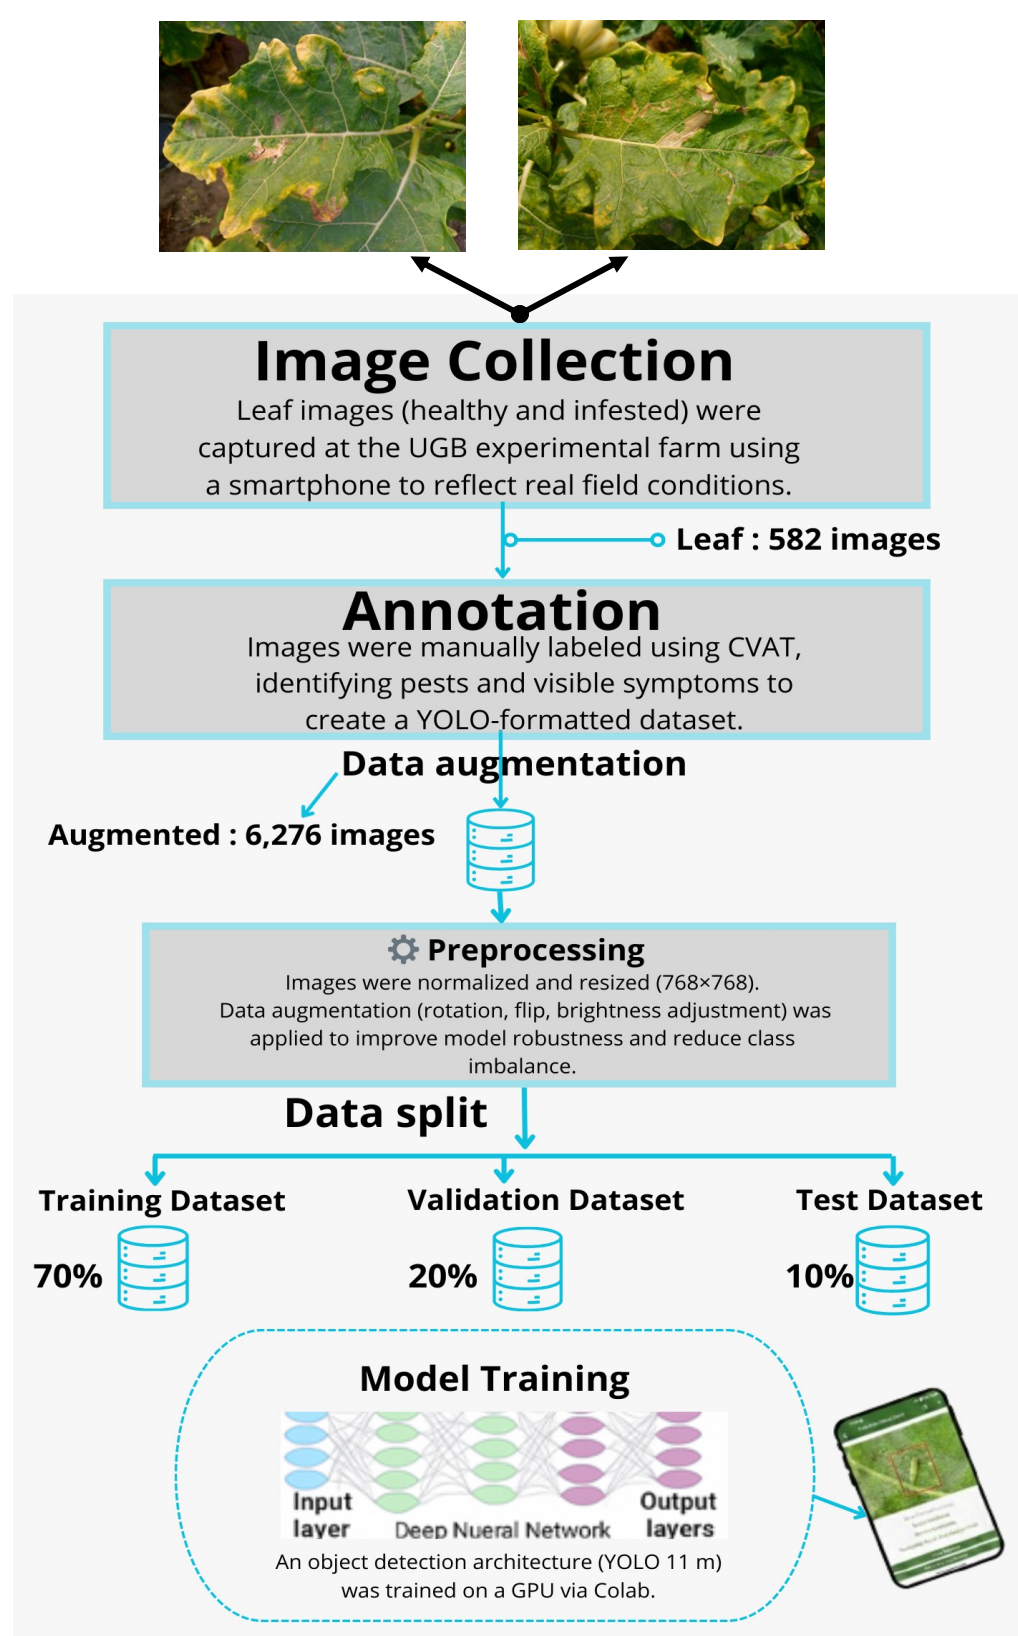 Image Collection
Leaf images (healthy and infested) were
captured at the UGB experimental farm using
a smartphone to reflect real field conditions.
Leaf : 582 images
Annotation
Images were manually labeled using CVAT,
identifying pests and visible symptoms to
create a YOLO-formatted dataset.
Data augmentation
Augmented : 6,276 images
Preprocessing
Images were normalized and resized (768×768).
Data augmentation (rotation, flip, brightness adjustment) was
applied to improve model robustness and reduce class
imbalance.
Data split
Training Dataset
Validation Dataset
Test Dataset
70%
20%
10%
Model Training
Input
layer
Deep Nueral Network
Output
layers
An object detection architecture (YOLO 11 m)
was trained on a GPU via Colab.